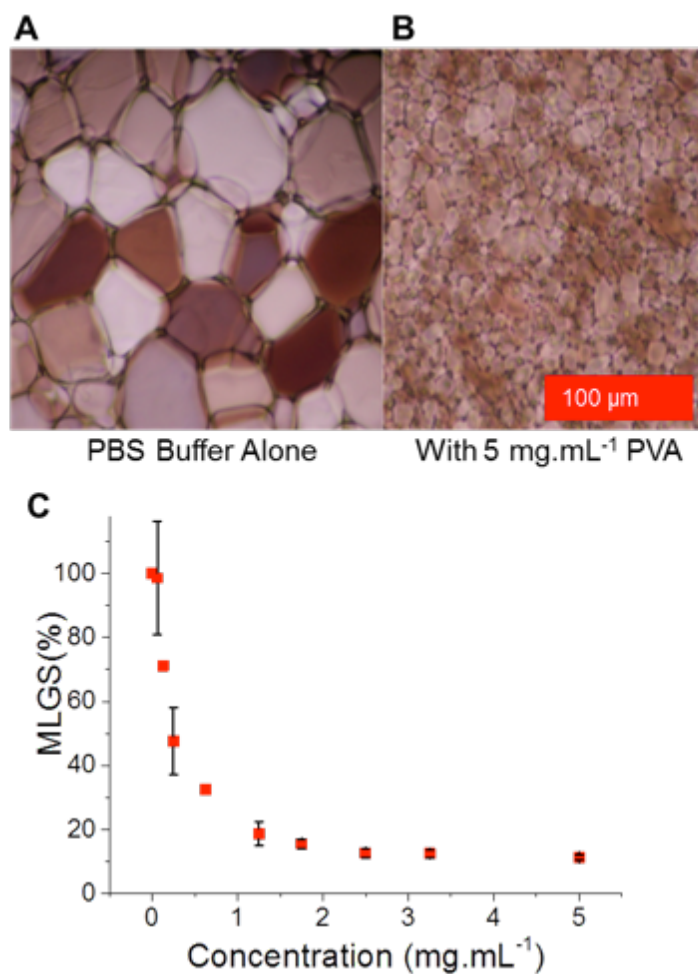 A B
100 µm
PBS Buffer Alone With 5 mg.mL⁻¹ PVA
C
MLGS(%)
100
80
60
40
20
0
0 1 2 3 4 5
Concentration (mg.mL⁻¹)